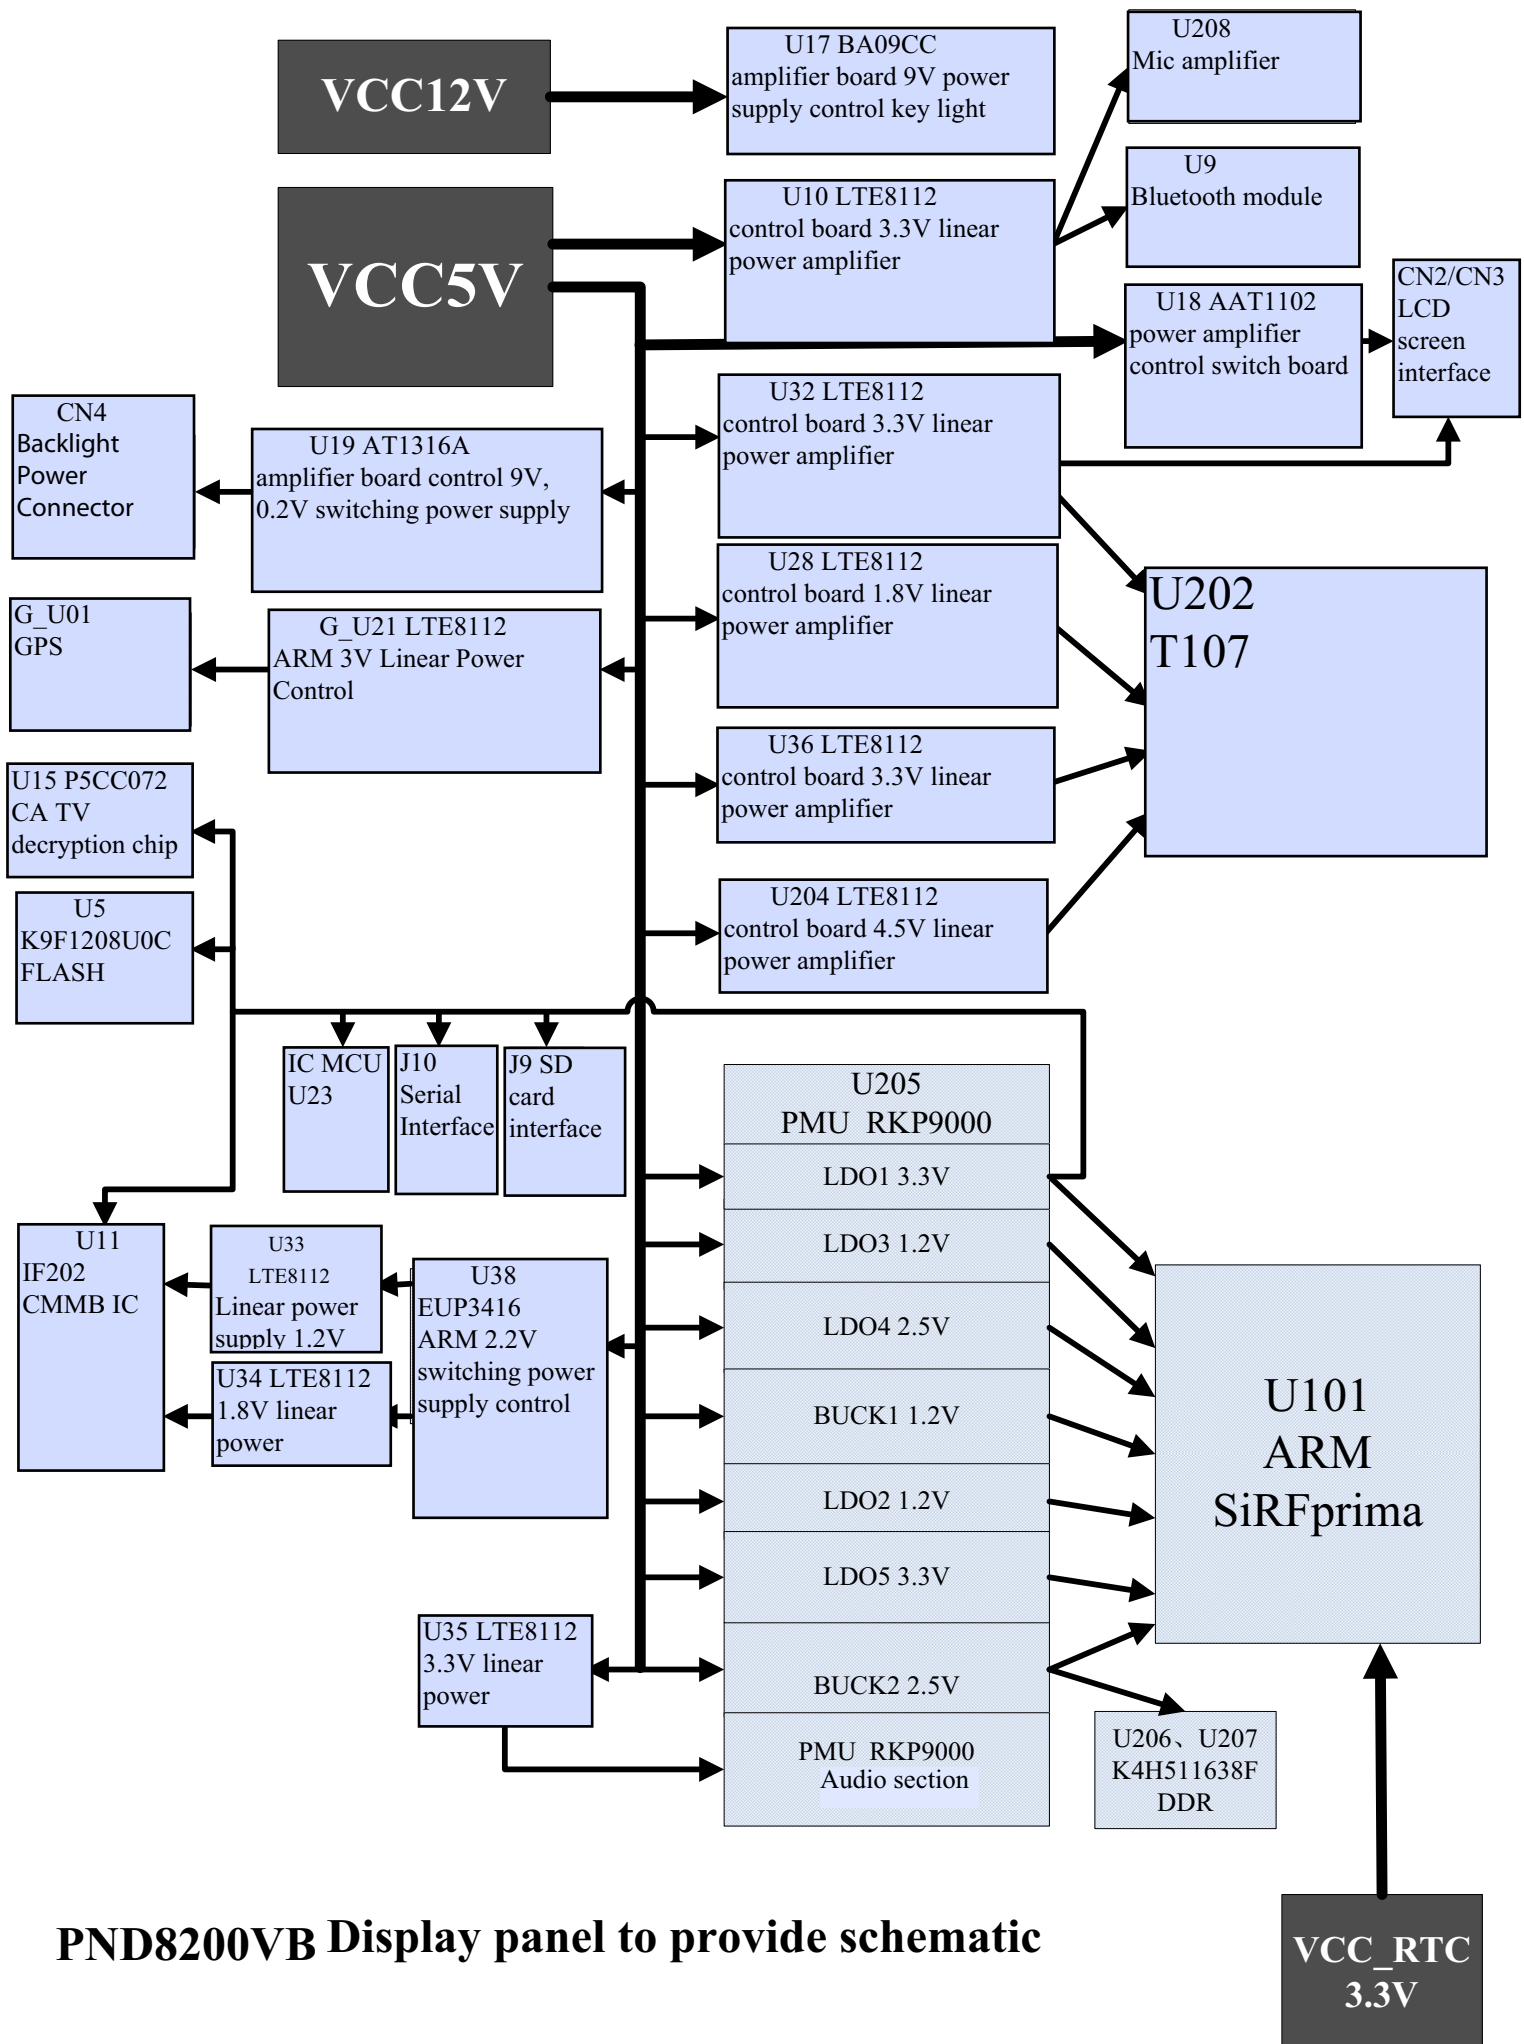 VCC12V
U17 BA09CC
amplifier board 9V power
supply control key light
U208
Mic amplifier
VCC5V
U10 LTE8112
control board 3.3V linear
power amplifier
U9
Bluetooth module
U18 AAT1102
power amplifier
control switch board
CN2/CN3
LCD
screen
interface
CN4
Backlight
Power
Connector
U19 AT1316A
amplifier board control 9V,
0.2V switching power supply
U32 LTE8112
control board 3.3V linear
power amplifier
G_U01
GPS
G_U21 LTE8112
ARM 3V Linear Power
Control
U28 LTE8112
control board 1.8V linear
power amplifier
U202
T107
U36 LTE8112
control board 3.3V linear
power amplifier
U15 P5CC072
CA TV
decryption chip
U204 LTE8112
control board 4.5V linear
power amplifier
U5
K9F1208U0C
FLASH
IC MCU
U23
J10
Serial
Interface
J9 SD
card
interface
U205
PMU RKP9000
LDO1 3.3V
LDO3 1.2V
LDO4 2.5V
BUCK1 1.2V
LDO2 1.2V
LDO5 3.3V
BUCK2 2.5V
PMU RKP9000
Audio section
U11
IF202
CMMB IC
U33
LTE8112
Linear power
supply 1.2V
U34 LTE8112
1.8V linear
power
U38
EUP3416
ARM 2.2V
switching power
supply control
U101
ARM
SiRFprima
U35 LTE8112
3.3V linear
power
U206、U207
K4H511638F
DDR
PND8200VB Display panel to provide schematic
VCC_RTC
3.3V